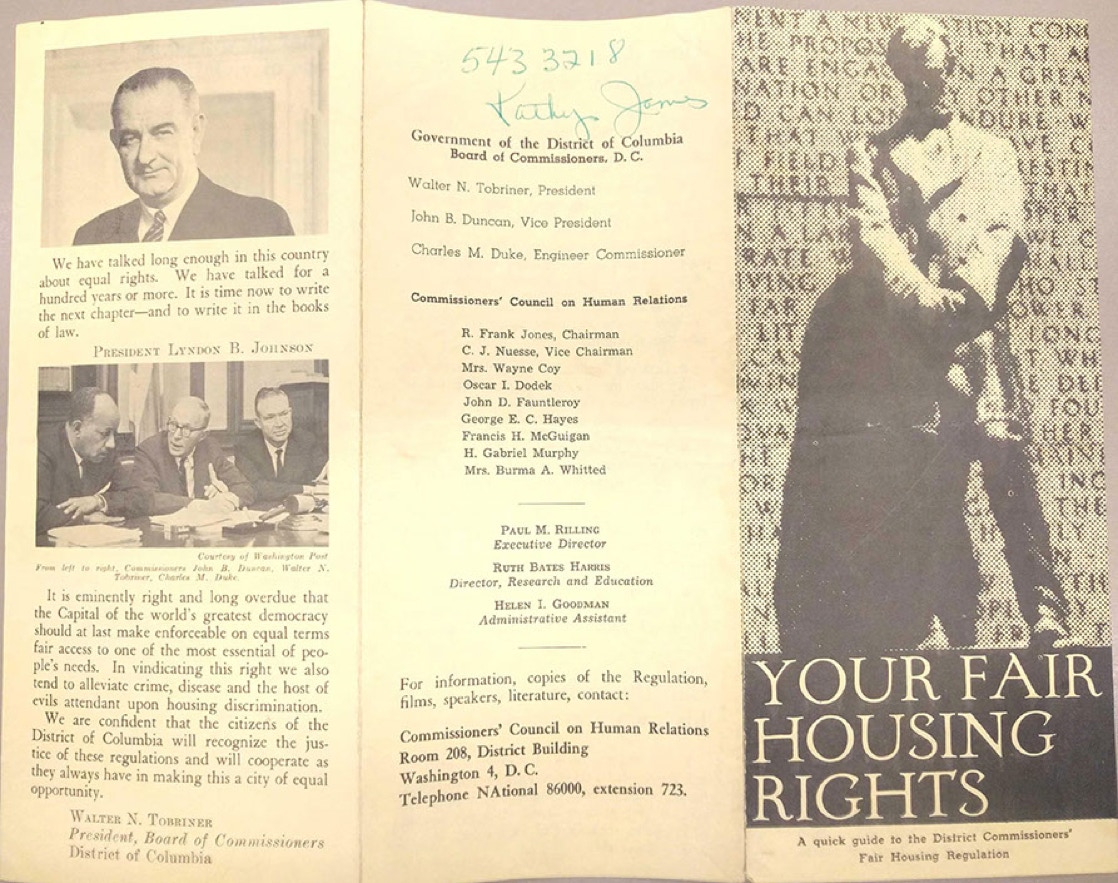 We have talked long enough in this country
about equal rights. We have talked for a
hundred years or more. It is time now to write
the next chapter—and to write it in the books
of law.
PRESIDENT LYNDON B. JOHNSON
Courtesy of Washington Post
From left to right, Commissioners John B. Duncan, Walter N.
Tobriner, Charles M. Duke.
It is eminently right and long overdue that
the Capital of the world's greatest democracy
should at last make enforceable on equal terms
fair access to one of the most essential of peo-
ple's needs. In vindicating this right we also
tend to alleviate crime, disease and the host of
evils attendant upon housing discrimination.
We are confident that the citizens of the
District of Columbia will recognize the jus-
tice of these regulations and will cooperate as
they always have in making this a city of equal
opportunity.
WALTER N. TOBRINER
President, Board of Commissioners
District of Columbia
543 3218
Kathy James
Government of the District of Columbia
Board of Commissioners, D. C.
Walter N. Tobriner, President
John B. Duncan, Vice President
Charles M. Duke, Engineer Commissioner
Commissioners' Council on Human Relations
R. Frank Jones, Chairman
C. J. Nuesse, Vice Chairman
Mrs. Wayne Coy
Oscar I. Dodek
John D. Fauntleroy
George E. C. Hayes
Francis H. McGuigan
H. Gabriel Murphy
Mrs. Burma A. Whitted
PAUL M. RILLING
Executive Director
RUTH BATES HARRIS
Director, Research and Education
HELEN I. GOODMAN
Administrative Assistant
For information, copies of the Regulation,
films, speakers, literature, contact:
Commissioners' Council on Human Relations
Room 208, District Building
Washington 4, D. C.
Telephone NAtional 86000, extension 723.
YOUR FAIR
HOUSING
RIGHTS
A quick guide to the District Commissioners'
Fair Housing Regulation